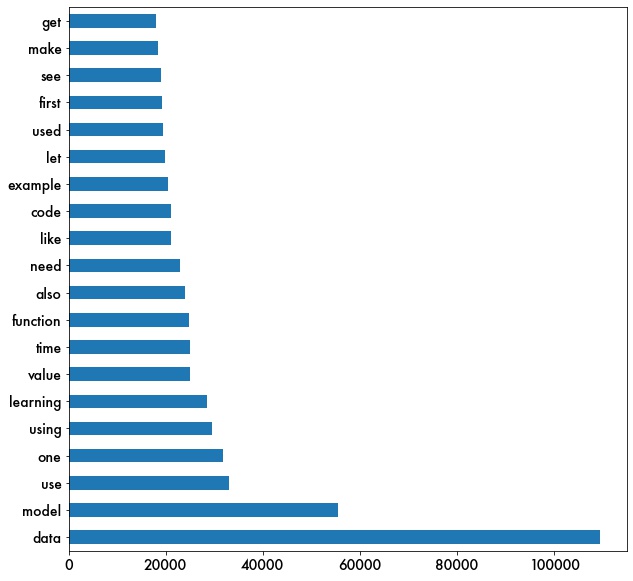 get
make
see
first
used
let
example
code
like
need
also
function
time
value
learning
using
one
use
model
data
0 20000 40000 60000 80000 100000